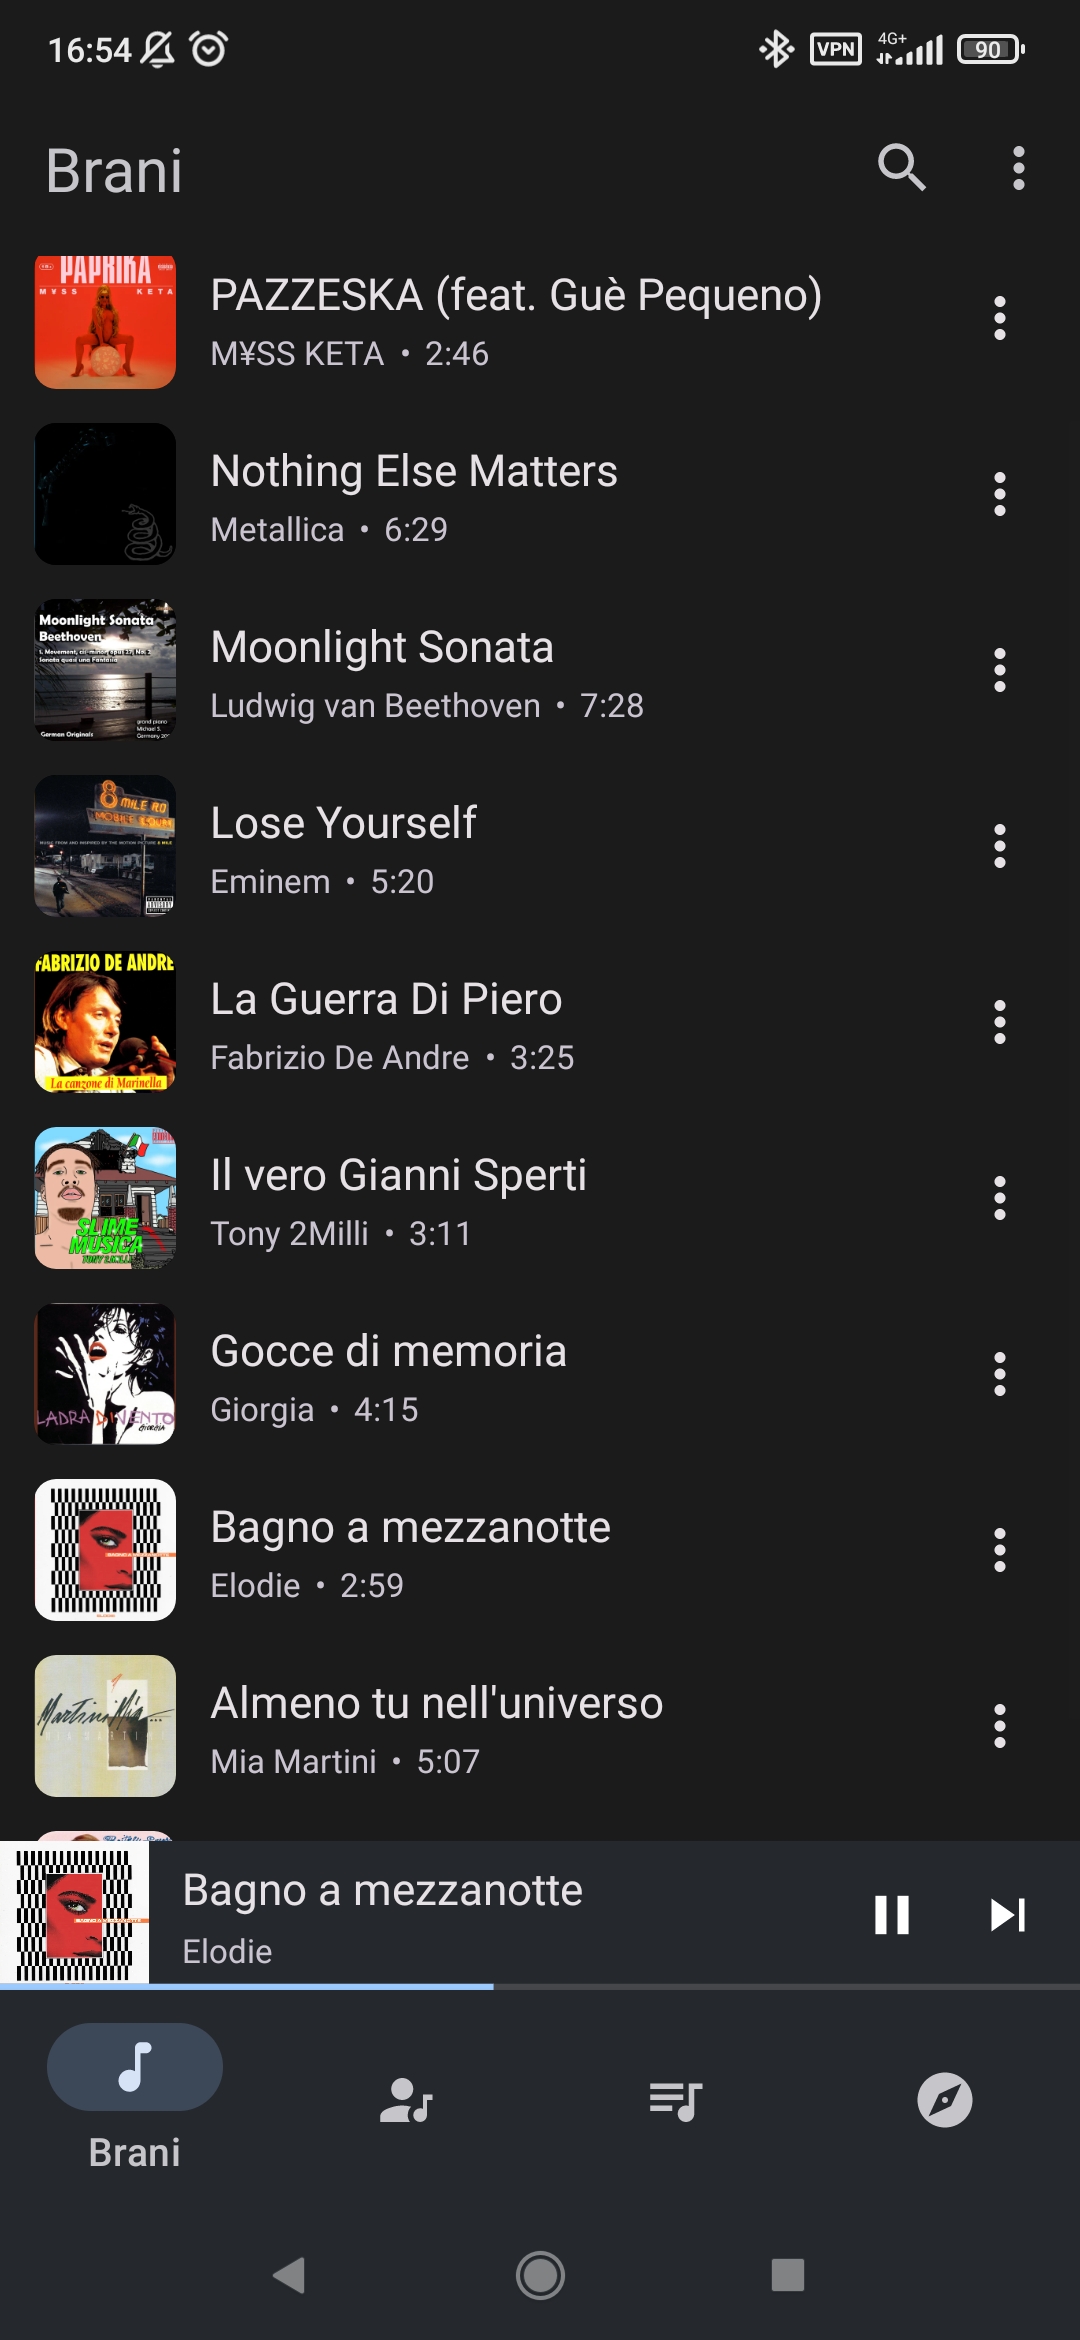 16:54
VPN
4G+
90
Brani
PAPRIKA
M¥SS KETA
PAZZESKA (feat. Guè Pequeno)
M¥SS KETA • 2:46
Nothing Else Matters
Metallica • 6:29
Moonlight Sonata
Beethoven
German Originals
Moonlight Sonata
Ludwig van Beethoven • 7:28
8 MILE RD
MOBILE COURT
Lose Yourself
Eminem • 5:20
FABRIZIO DE ANDRE
La canzone di Marinella
La Guerra Di Piero
Fabrizio De Andre • 3:25
SLIME
MUSICA
TONY 2MILLI
Il vero Gianni Sperti
Tony 2Milli • 3:11
LADRA DI VENTO
GIORGIA
Gocce di memoria
Giorgia • 4:15
Bagno a mezzanotte
Elodie • 2:59
Martini Mia...
MIA MARTINI
Almeno tu nell'universo
Mia Martini • 5:07
Bagno a mezzanotte
Elodie
Brani